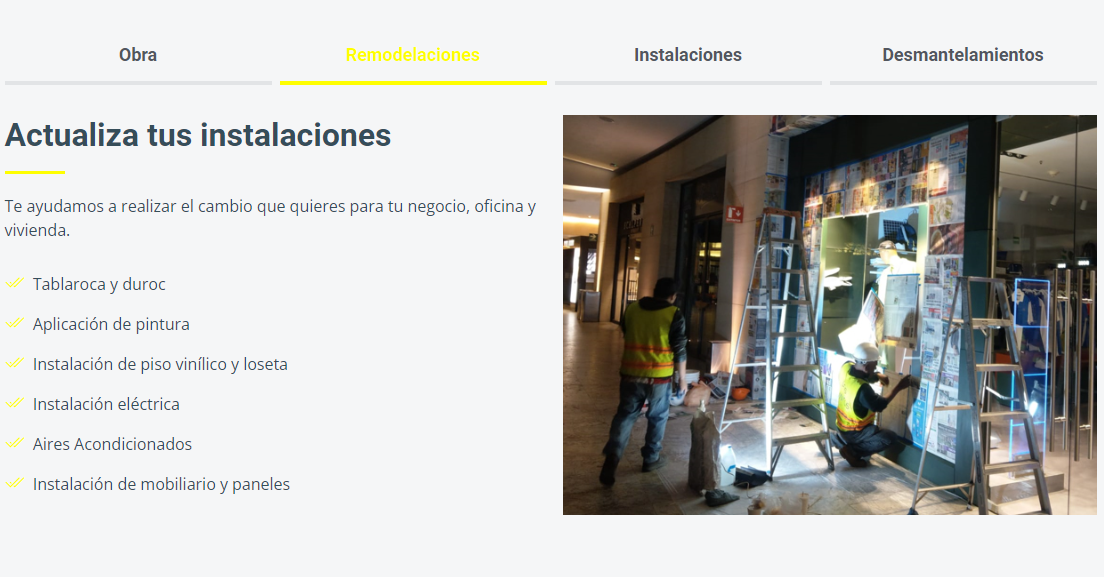 Obra
Remodelaciones
Instalaciones
Desmantelamientos
Actualiza tus instalaciones
Te ayudamos a realizar el cambio que quieres para tu negocio, oficina y
vivienda.
Tablaroca y duroc
Aplicación de pintura
Instalación de piso vinílico y loseta
Instalación eléctrica
Aires Acondicionados
Instalación de mobiliario y paneles